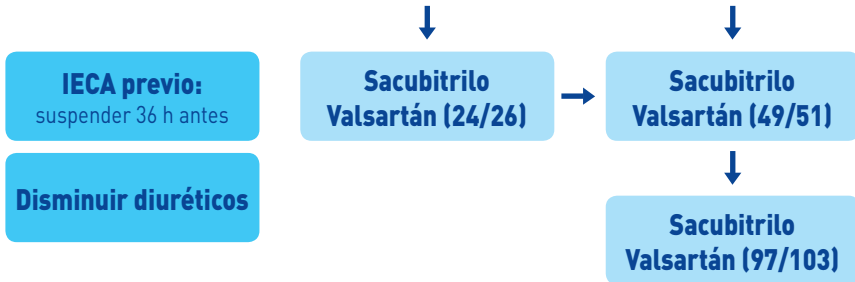 IECA previo:
suspender 36 h antes
Disminuir diuréticos
Sacubitrilo
Valsartán (24/26)
Sacubitrilo
Valsartán (49/51)
Sacubitrilo
Valsartán (97/103)